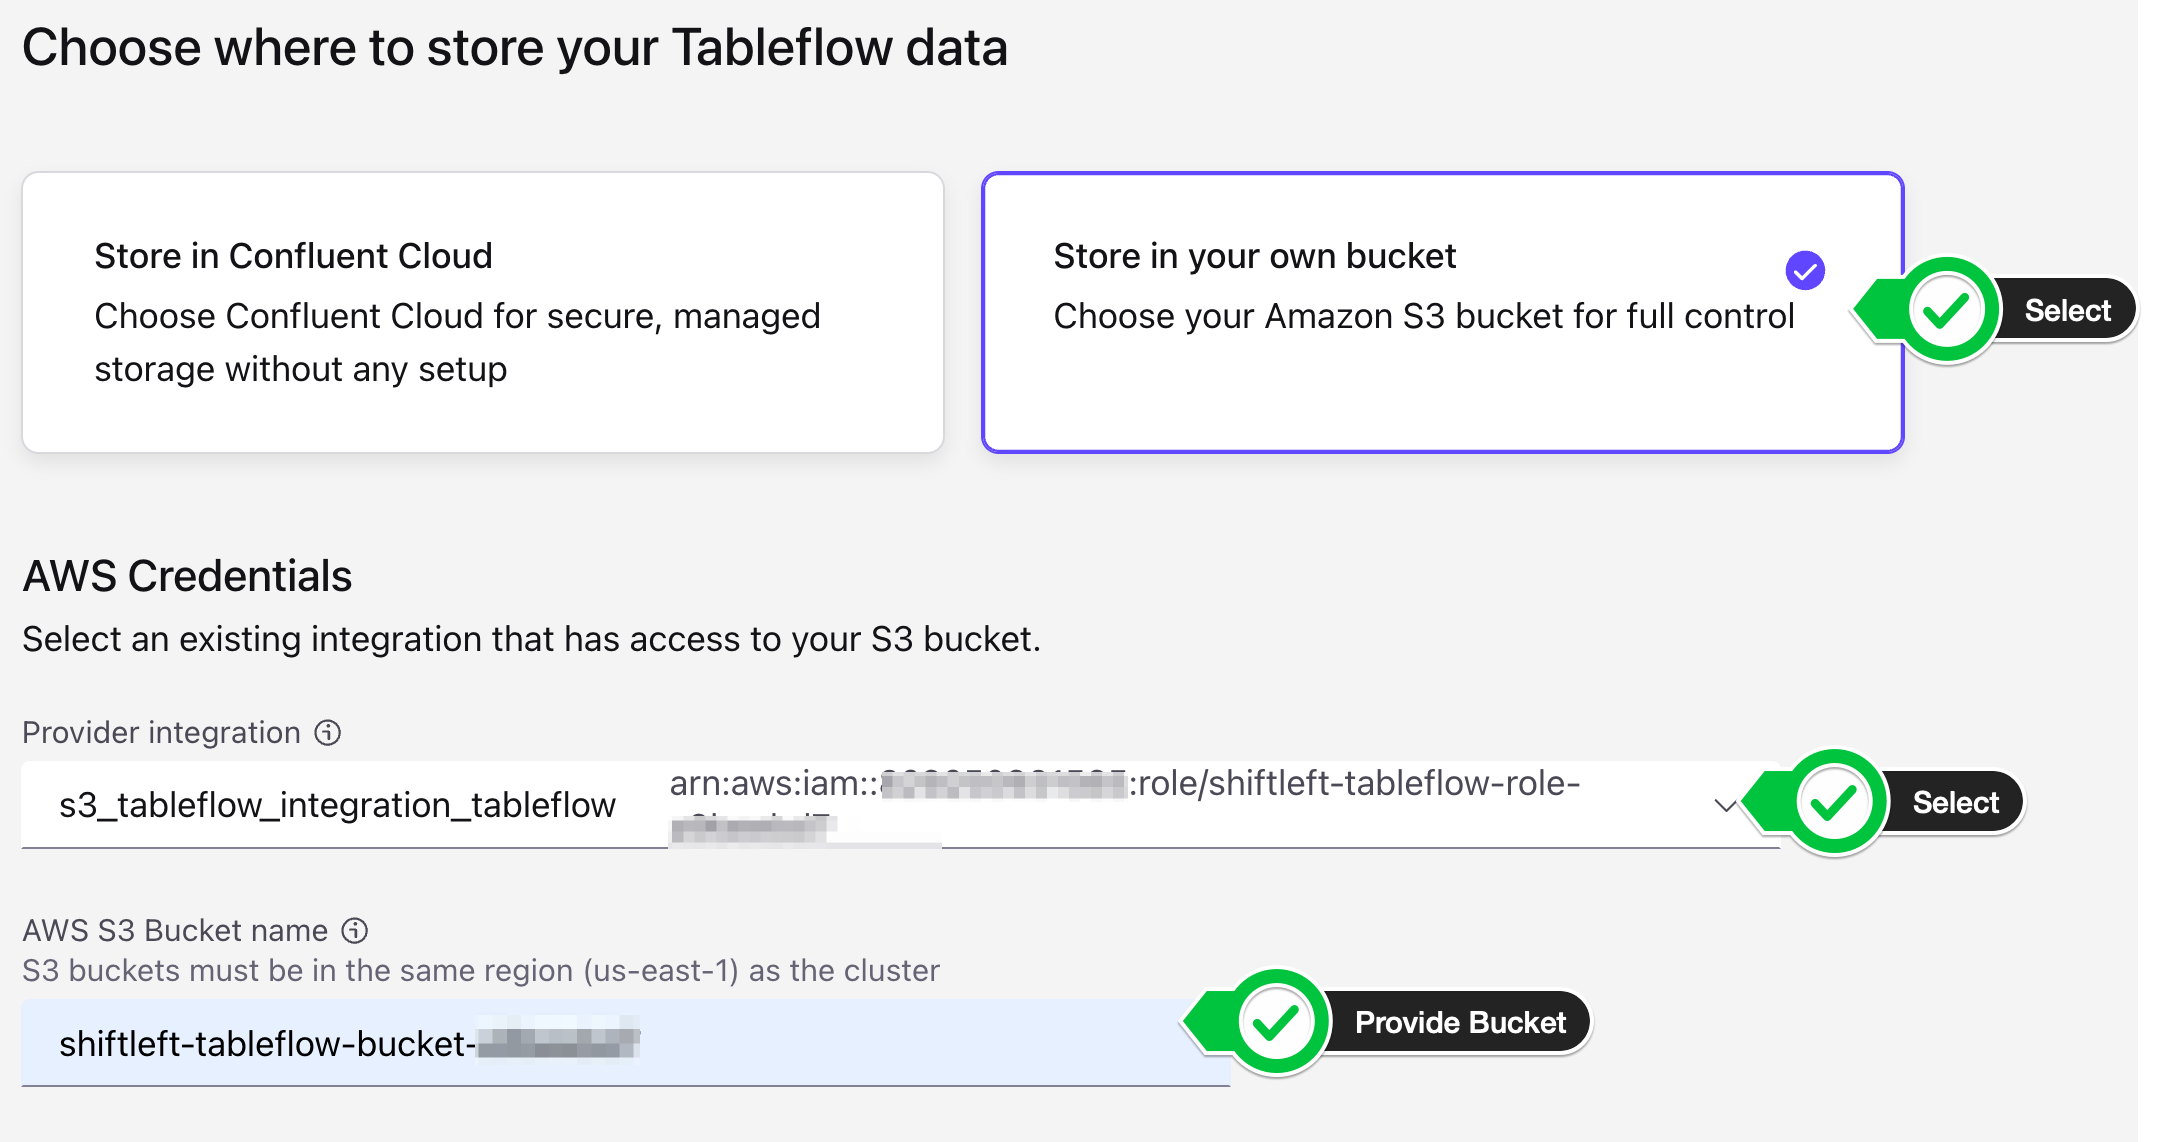 Choose where to store your Tableflow data
Store in Confluent Cloud
Choose Confluent Cloud for secure, managed
storage without any setup
Store in your own bucket
Choose your Amazon S3 bucket for full control
Select
AWS Credentials
Select an existing integration that has access to your S3 bucket.
Provider integration
s3_tableflow_integration_tableflow
arn:aws:iam:: :role/shiftleft-tableflow-role-
Select
AWS S3 Bucket name
S3 buckets must be in the same region (us-east-1) as the cluster
shiftleft-tableflow-bucket-
Provide Bucket